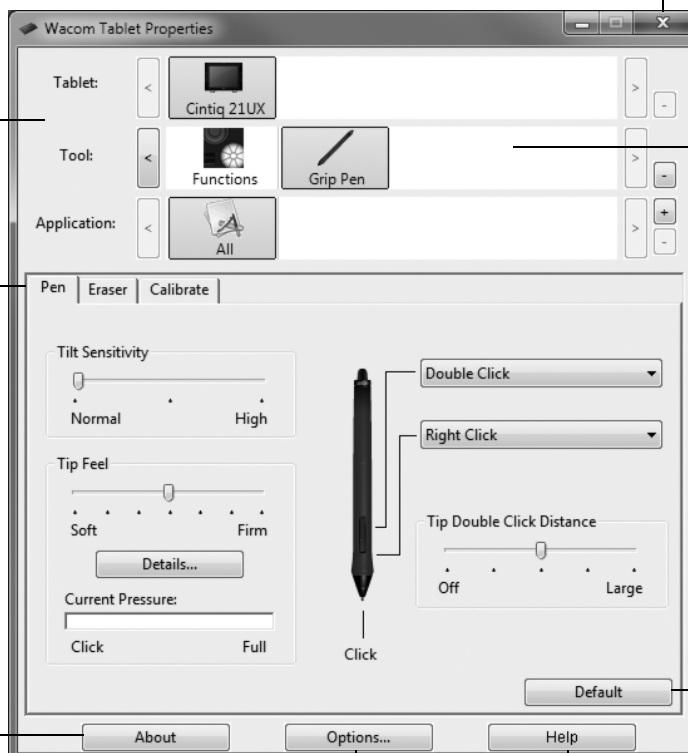 Wacom Tablet Properties
Tablet:
<
Cintiq 21UX
>
-
Tool:
<
Functions
Grip Pen
>
-
Application:
<
All
>
+
-
Pen Eraser Calibrate
Tilt Sensitivity
Normal High
Double Click
Right Click
Tip Feel
Soft Firm
Details...
Current Pressure:
Click Full
Tip Double Click Distance
Off Large
Click
Default
About Options... Help